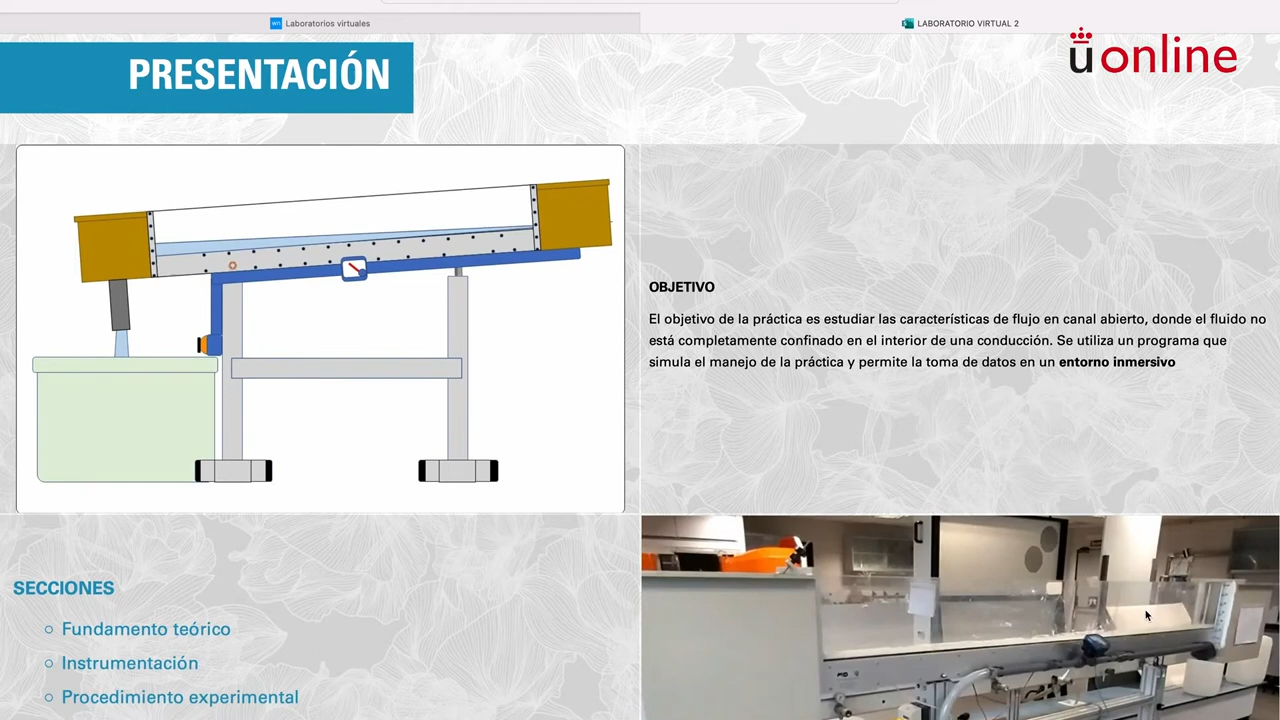 Laboratorios virtuales
LABORATORIO VIRTUAL 2
PRESENTACIÓN
üonline
OBJETIVO
El objetivo de la práctica es estudiar las características de flujo en canal abierto, donde el fluido no
está completamente confinado en el interior de una conducción. Se utiliza un programa que
simula el manejo de la práctica y permite la toma de datos en un entorno inmersivo
SECCIONES
Fundamento teórico
Instrumentación
Procedimiento experimental